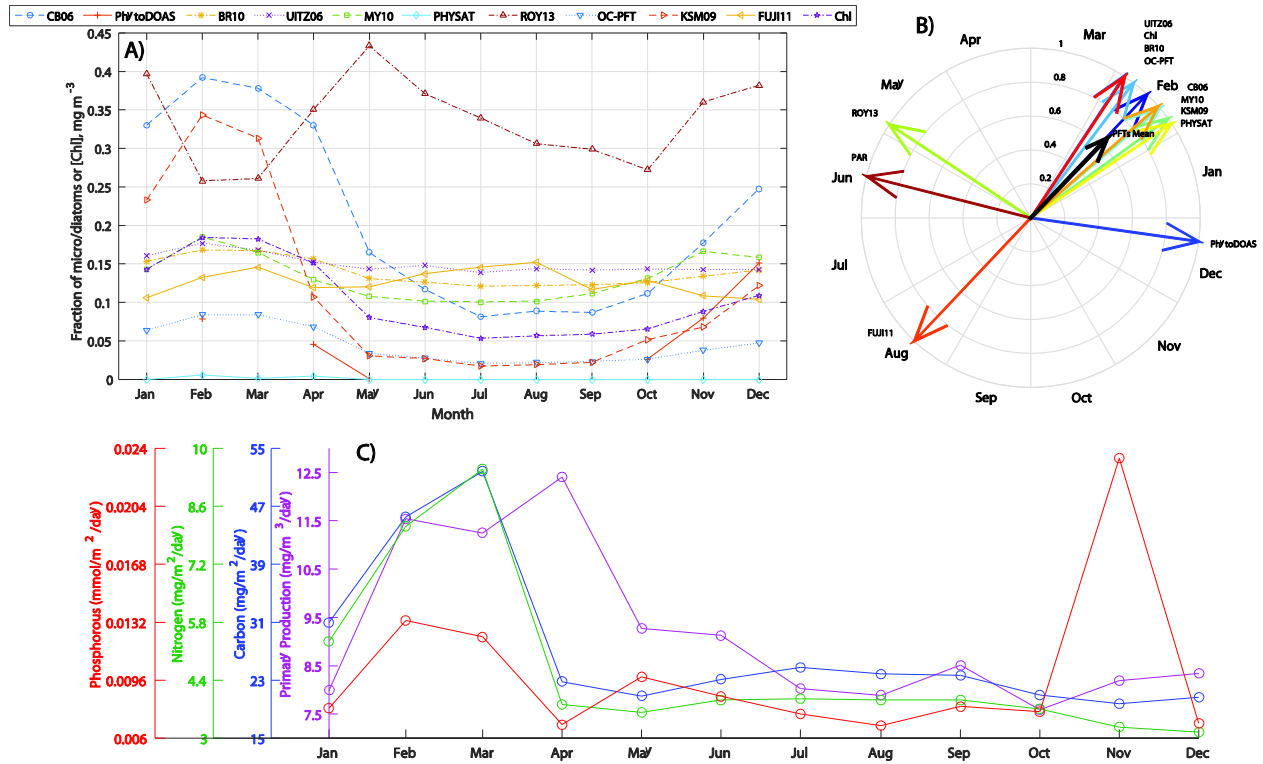 CB06 PhytoDOAS BR10 UITZ06 MY10 PHYSAT ROY13 OC-PFT KSM09 FUJI11 Chl
A)
Fraction of micro/diatoms or [Chl], mg m⁻³
0.45
0.4
0.35
0.3
0.25
0.2
0.15
0.1
0.05
0
Jan Feb Mar Apr May Jun Jul Aug Sep Oct Nov Dec
Month
B)
UITZ06
Chl
BR10
OC-PFT
CB06
MY10
KSM09
PHYSAT
PFTs Mean
ROY13
PAR
PhytoDOAS
FUJI11
1
0.8
0.6
0.4
0.2
Jan
Feb
Mar
Apr
May
Jun
Jul
Aug
Sep
Oct
Nov
Dec
C)
Phosphorous (mmol/m²/day)
0.024
0.0204
0.0168
0.0132
0.0096
0.006
Nitrogen (mg/m²/day)
10
8.6
7.2
5.8
4.4
3
Carbon (mg/m²/day)
55
47
39
31
23
15
Primary Production (mg/m³/day)
12.5
11.5
10.5
9.5
8.5
7.5
Jan Feb Mar Apr May Jun Jul Aug Sep Oct Nov Dec